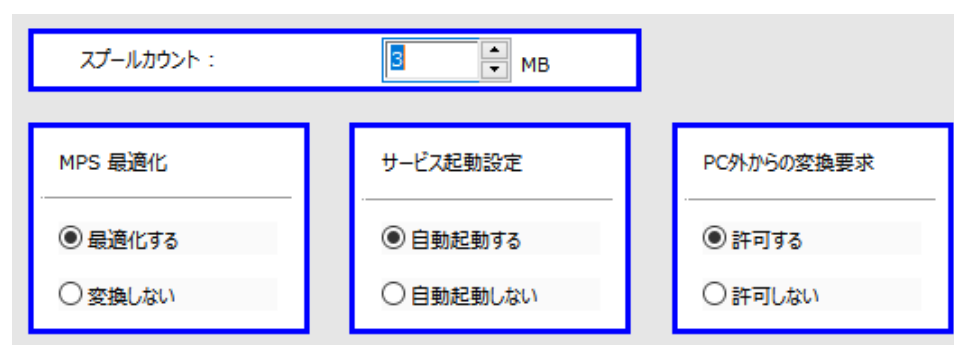 スプールカウント :
3 MB
MPS 最適化
最適化する
変換しない
サービス起動設定
自動起動する
自動起動しない
PC外からの変換要求
許可する
許可しない